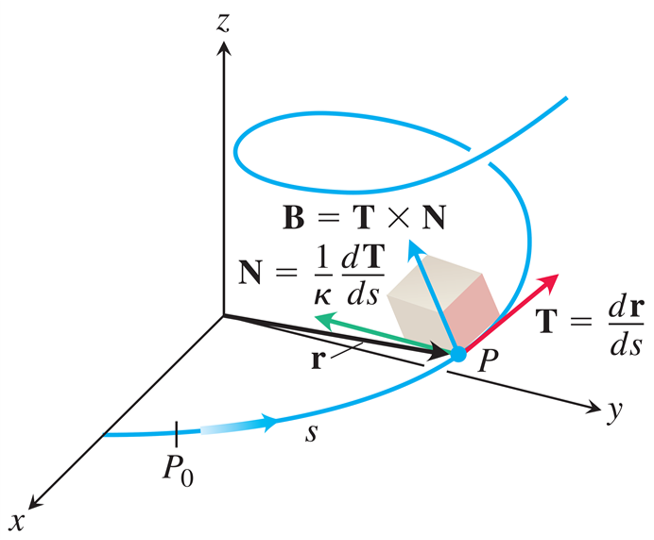 z
B = T × N
N = 1/κ dT/ds
T = dr/ds
r
P
y
s
P₀
x